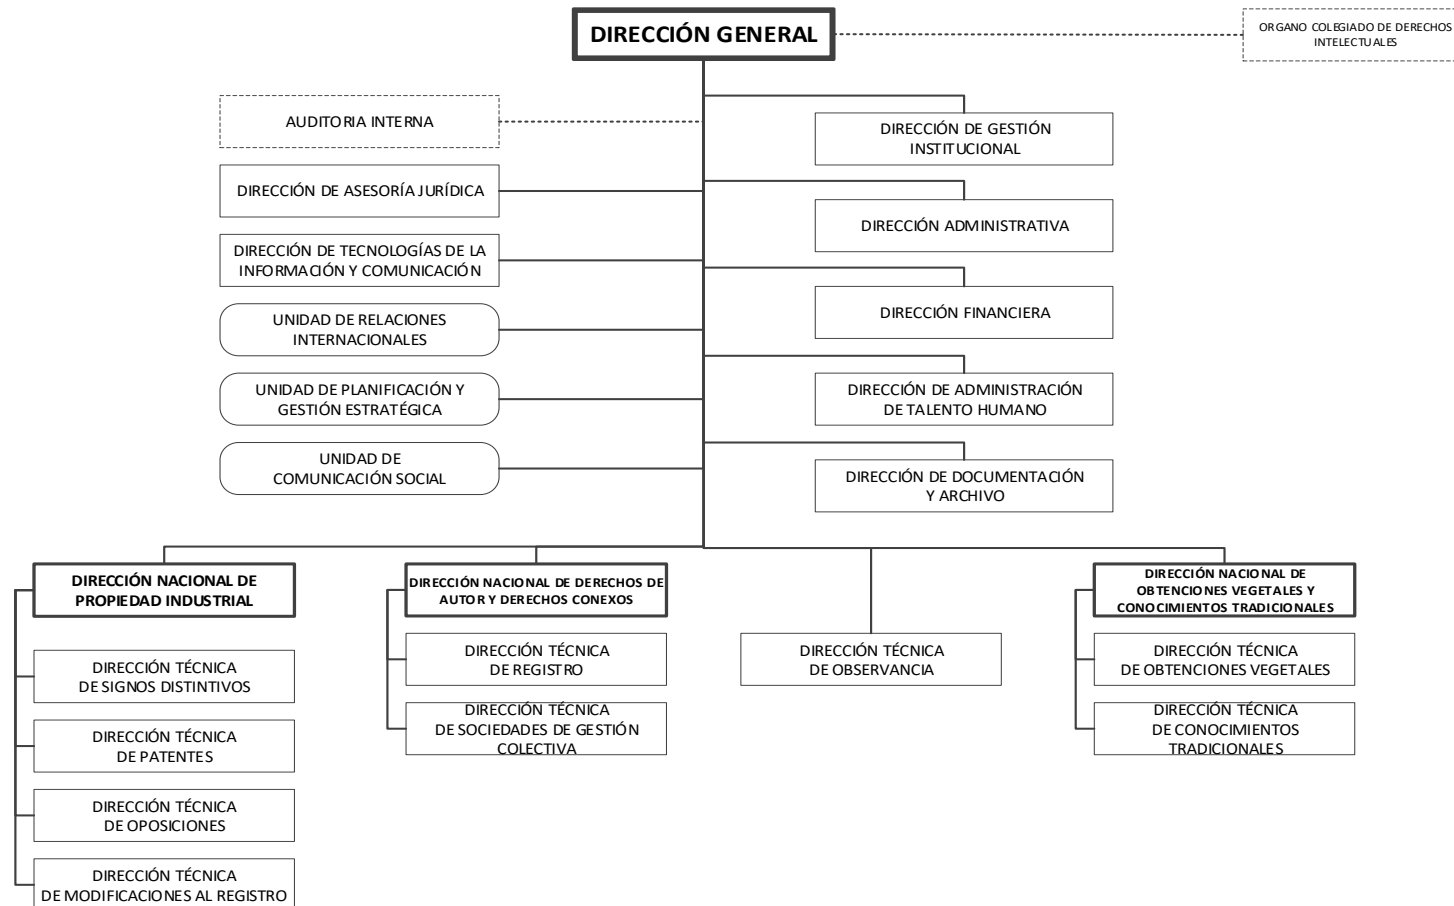 DIRECCIÓN GENERAL
ORGANO COLEGIADO DE DERECHOS
INTELECTUALES
AUDITORIA INTERNA
DIRECCIÓN DE ASESORÍA JURÍDICA
DIRECCIÓN DE TECNOLOGÍAS DE LA
INFORMACIÓN Y COMUNICACIÓN
UNIDAD DE RELACIONES
INTERNACIONALES
UNIDAD DE PLANIFICACIÓN Y
GESTIÓN ESTRATÉGICA
UNIDAD DE
COMUNICACIÓN SOCIAL
DIRECCIÓN DE GESTIÓN
INSTITUCIONAL
DIRECCIÓN ADMINISTRATIVA
DIRECCIÓN FINANCIERA
DIRECCIÓN DE ADMINISTRACIÓN
DE TALENTO HUMANO
DIRECCIÓN DE DOCUMENTACIÓN
Y ARCHIVO
DIRECCIÓN NACIONAL DE
PROPIEDAD INDUSTRIAL
DIRECCIÓN TÉCNICA
DE SIGNOS DISTINTIVOS
DIRECCIÓN TÉCNICA
DE PATENTES
DIRECCIÓN TÉCNICA
DE OPOSICIONES
DIRECCIÓN TÉCNICA
DE MODIFICACIONES AL REGISTRO
DIRECCIÓN NACIONAL DE DERECHOS DE
AUTOR Y DERECHOS CONEXOS
DIRECCIÓN TÉCNICA
DE REGISTRO
DIRECCIÓN TÉCNICA
DE SOCIEDADES DE GESTIÓN
COLECTIVA
DIRECCIÓN TÉCNICA
DE OBSERVANCIA
DIRECCIÓN NACIONAL DE
OBTENCIONES VEGETALES Y
CONOCIMIENTOS TRADICIONALES
DIRECCIÓN TÉCNICA
DE OBTENCIONES VEGETALES
DIRECCIÓN TÉCNICA
DE CONOCIMIENTOS
TRADICIONALES